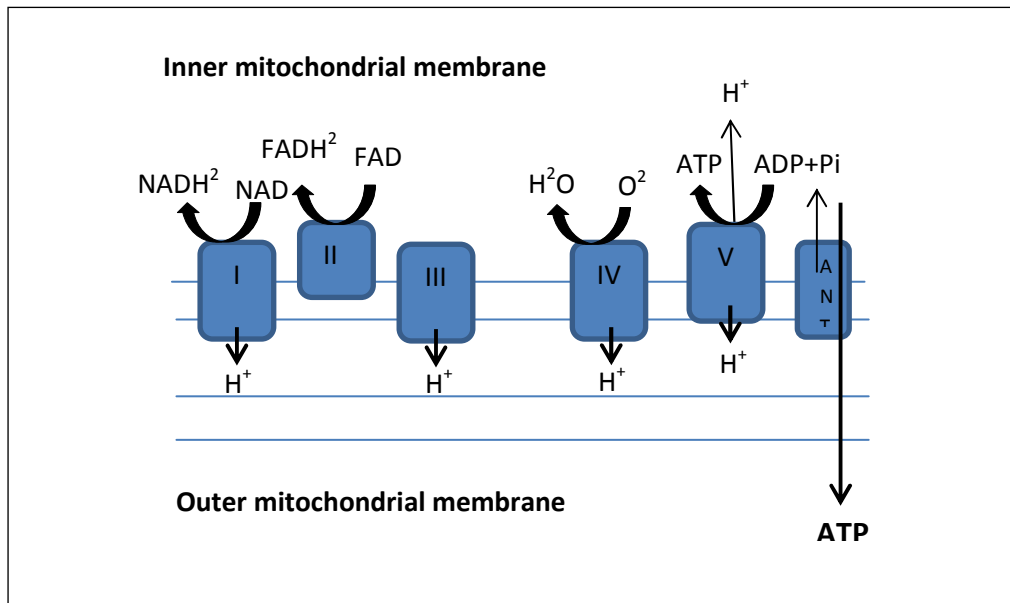 Inner mitochondrial membrane
H⁺
FADH² FAD ATP ADP+Pi
NADH² NAD H²O O²
I II III IV V A
N
T
H⁺ H⁺ H⁺ H⁺
Outer mitochondrial membrane
ATP